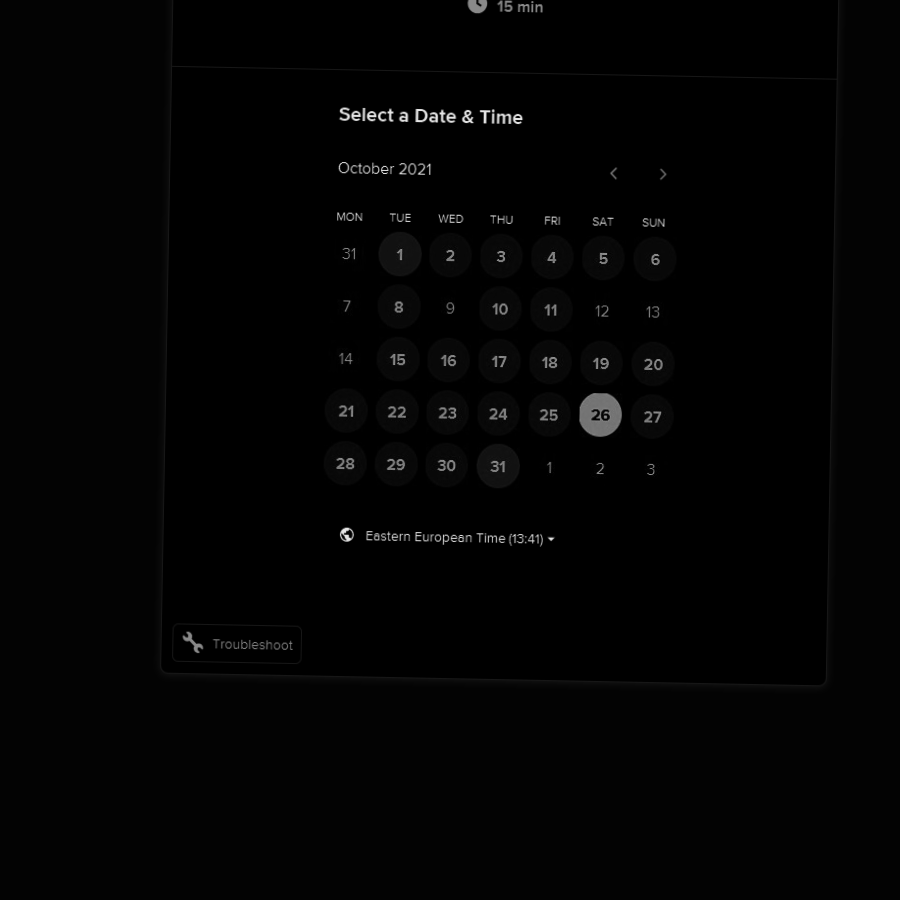 15 min
Select a Date & Time
October 2021
MON TUE WED THU FRI SAT SUN
31 1 2 3 4 5 6
7 8 9 10 11 12 13
14 15 16 17 18 19 20
21 22 23 24 25 26 27
28 29 30 31 1 2 3
Eastern European Time (13:41)
Troubleshoot